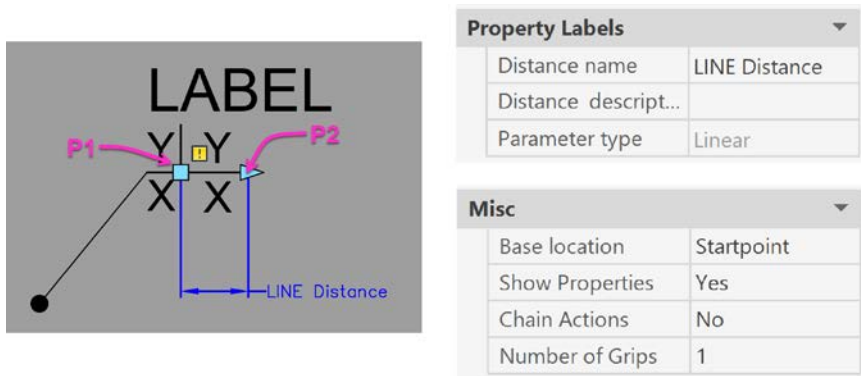 LABEL
P1
Y Y
P2
X X
LINE Distance
Property Labels
Distance name LINE Distance
Distance descript...
Parameter type Linear
Misc
Base location Startpoint
Show Properties Yes
Chain Actions No
Number of Grips 1